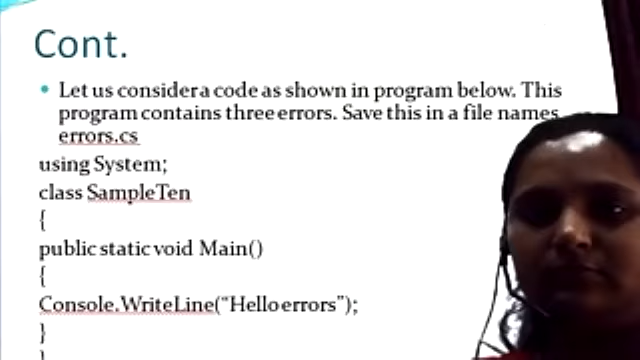 Cont.
• Let us consider a code as shown in program below. This
program contains three errors. Save this in a file names
errors.cs
using System;
class SampleTen
{
public static void Main()
{
Console.WriteLine(“Hello errors”);
}
}